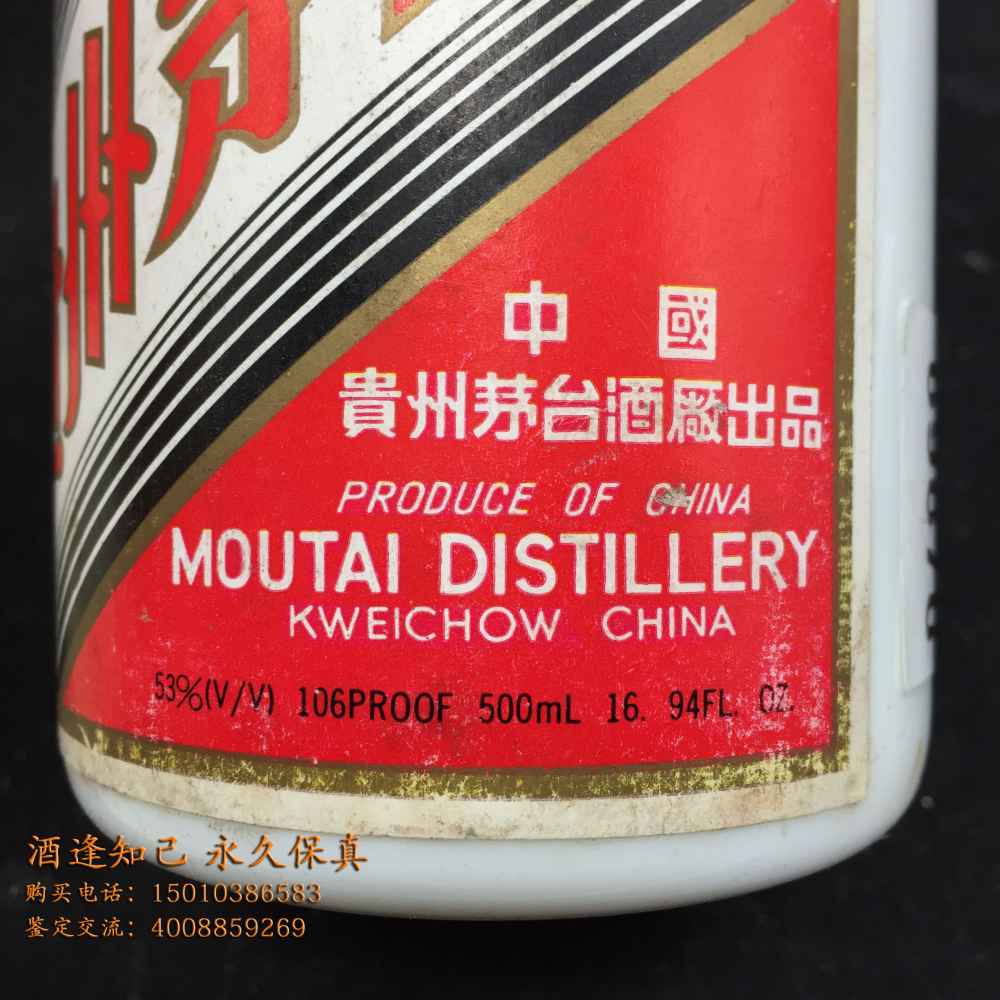 州茅
中國
貴州茅台酒廠出品
PRODUCE OF CHINA
MOUTAI DISTILLERY
KWEICHOW CHINA
53%(V/V) 106PROOF 500mL 16. 94FL. OZ.
酒逢知己 永久保真
购买电话：15010386583
鉴定交流：4008859269